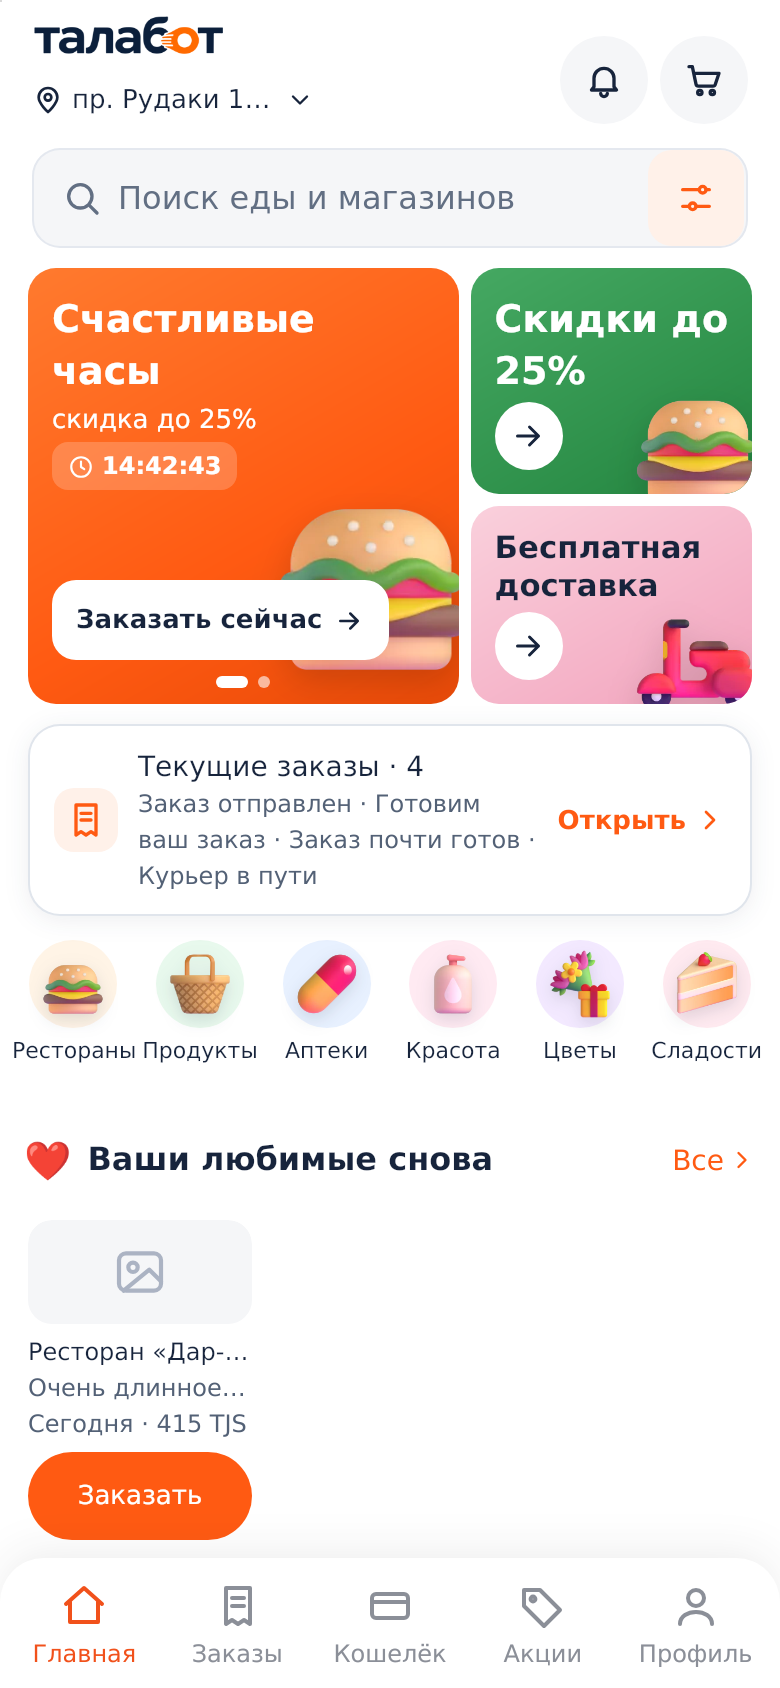 талабот
пр. Рудаки 1...
Поиск еды и магазинов
Счастливые
часы
скидка до 25%
14:42:43
Заказать сейчас
Скидки до
25%
Бесплатная
доставка
Текущие заказы · 4
Заказ отправлен · Готовим
ваш заказ · Заказ почти готов ·
Курьер в пути
Открыть
Рестораны Продукты Аптеки Красота Цветы Сладости
Ваши любимые снова
Все
Ресторан «Дар-...
Очень длинное...
Сегодня · 415 TJS
Заказать
Главная Заказы Кошелёк Акции Профиль